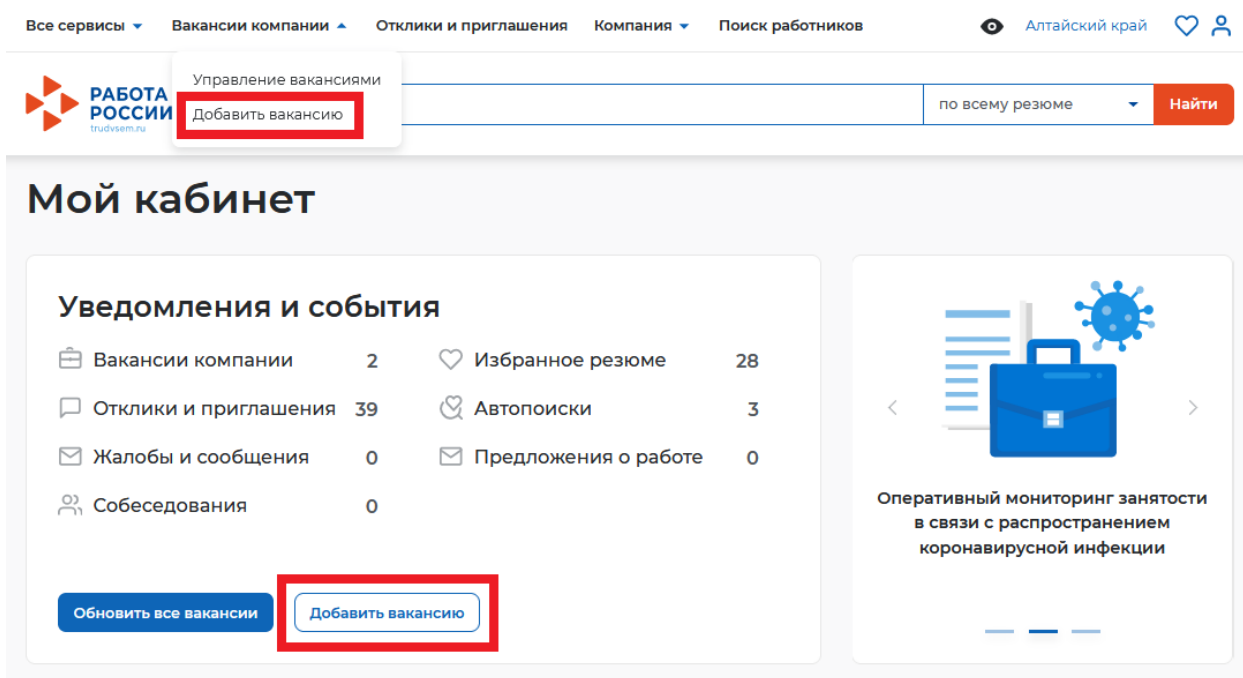 Все сервисы Вакансии компании Отклики и приглашения Компания Поиск работников Алтайский край
Управление вакансиями
Добавить вакансию
РАБОТА
РОССИИ
trudvsem.ru
по всему резюме Найти
Мой кабинет
Уведомления и события
Вакансии компании 2 Избранное резюме 28
Отклики и приглашения 39 Автопоиски 3
Жалобы и сообщения 0 Предложения о работе 0
Собеседования 0
Обновить все вакансии Добавить вакансию
Оперативный мониторинг занятости
в связи с распространением
коронавирусной инфекции